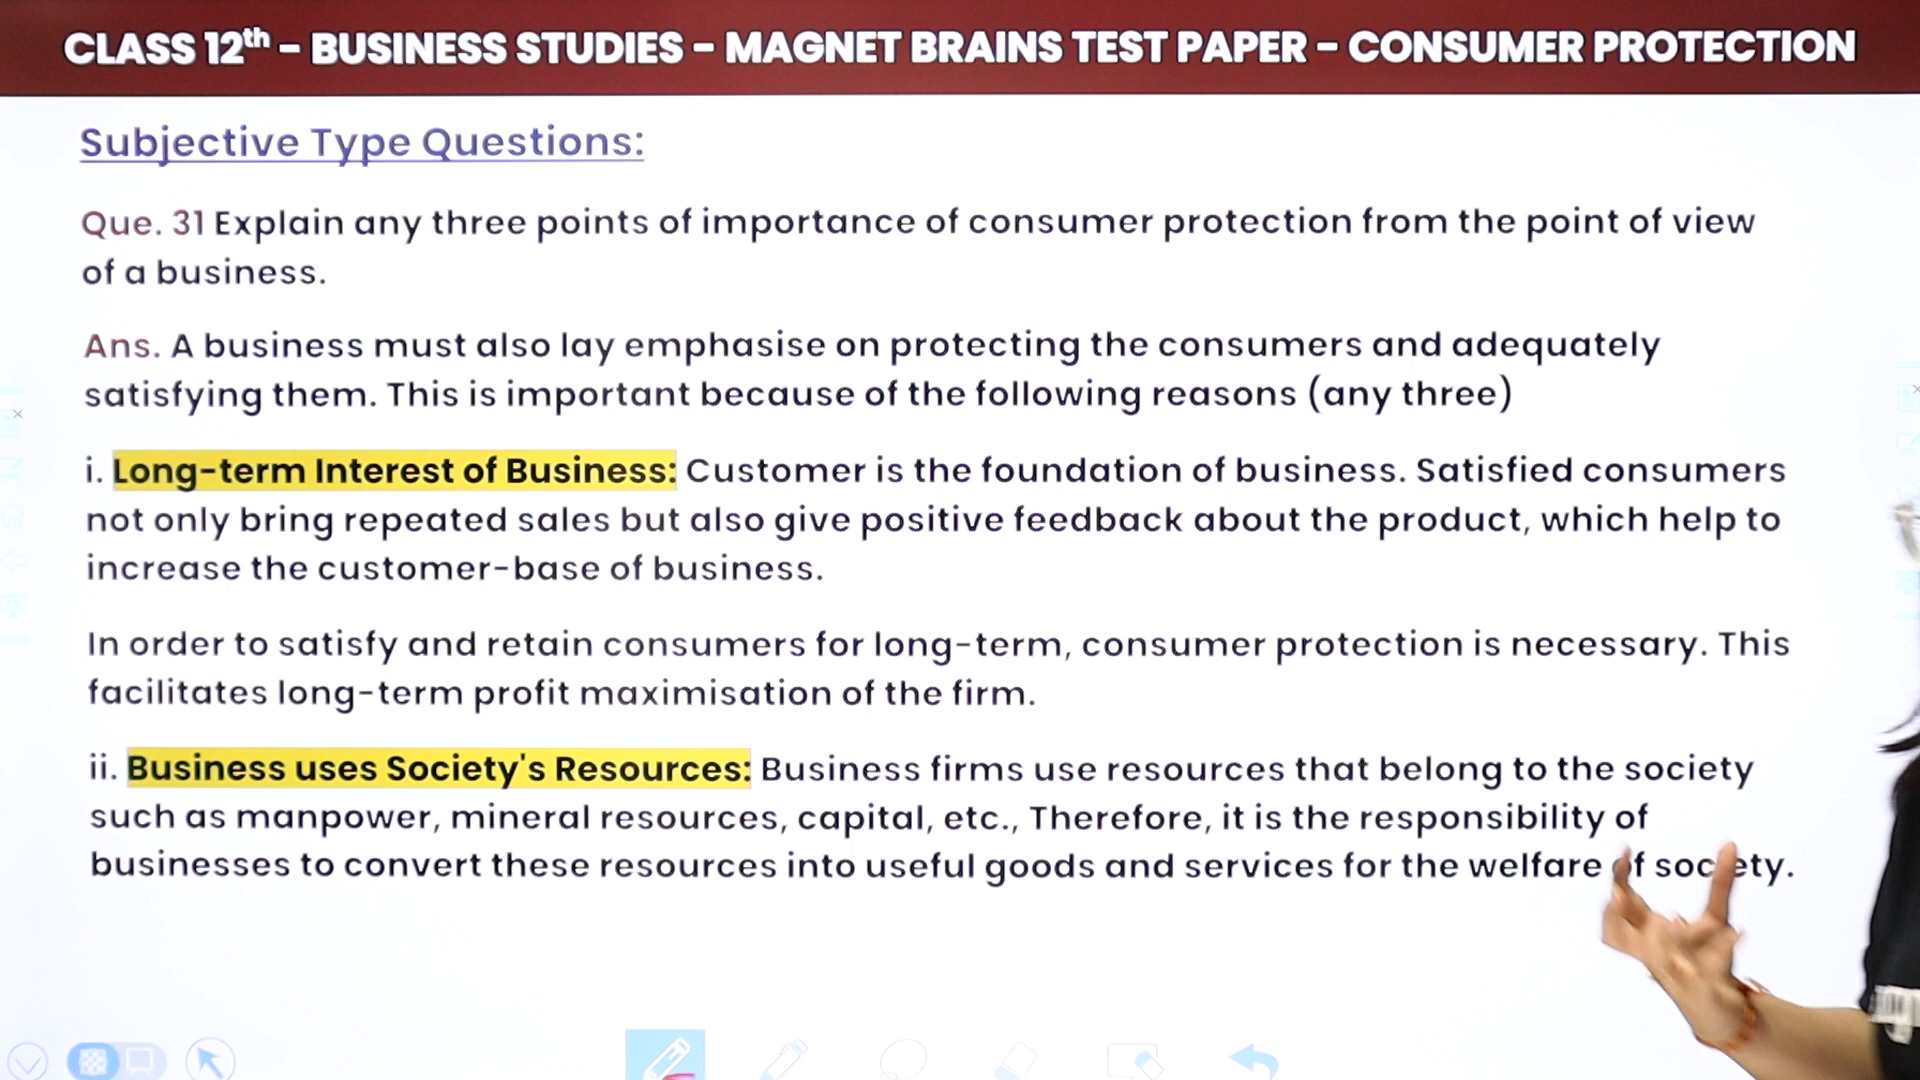 CLASS 12th – BUSINESS STUDIES – MAGNET BRAINS TEST PAPER – CONSUMER PROTECTION
Subjective Type Questions:
Que. 31 Explain any three points of importance of consumer protection from the point of view
of a business.
Ans. A business must also lay emphasise on protecting the consumers and adequately
satisfying them. This is important because of the following reasons (any three)
i. Long-term Interest of Business: Customer is the foundation of business. Satisfied consumers
not only bring repeated sales but also give positive feedback about the product, which help to
increase the customer-base of business.
In order to satisfy and retain consumers for long-term, consumer protection is necessary. This
facilitates long-term profit maximisation of the firm.
ii. Business uses Society's Resources: Business firms use resources that belong to the society
such as manpower, mineral resources, capital, etc., Therefore, it is the responsibility of
businesses to convert these resources into useful goods and services for the welfare of society.